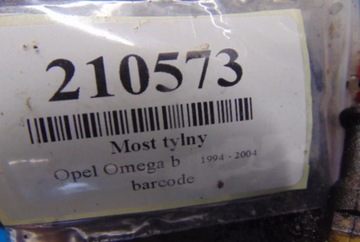 210573
Most tylny
Opel Omega b 1994 - 2004
barcode